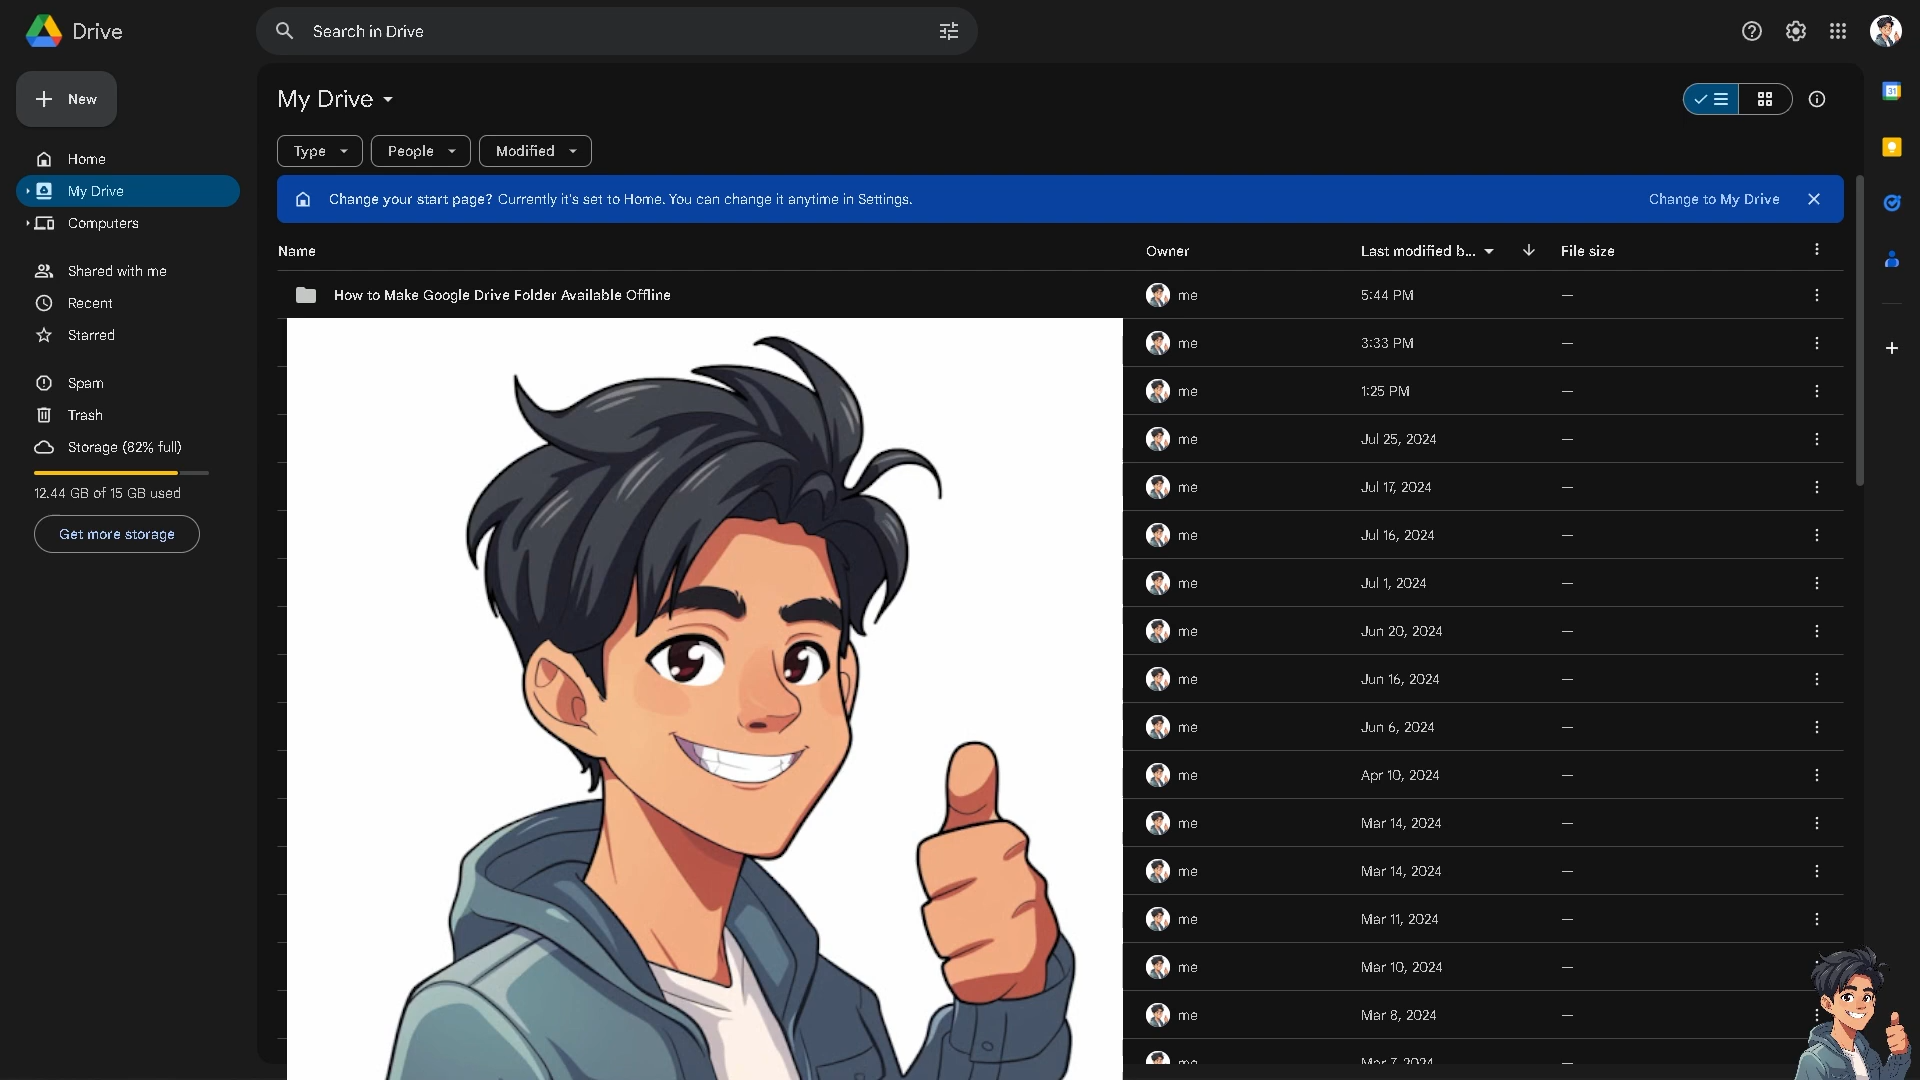 Drive
Search in Drive
New
My Drive
Type
People
Modified
Home
My Drive
Computers
Shared with me
Recent
Starred
Spam
Trash
Storage (82% full)
12.44 GB of 15 GB used
Get more storage
Change your start page? Currently it's set to Home. You can change it anytime in Settings.
Change to My Drive
Name Owner Last modified b... File size
How to Make Google Drive Folder Available Offline me 5:44 PM —
me 3:33 PM —
me 1:25 PM —
me Jul 25, 2024 —
me Jul 17, 2024 —
me Jul 16, 2024 —
me Jul 1, 2024 —
me Jun 20, 2024 —
me Jun 16, 2024 —
me Jun 6, 2024 —
me Apr 10, 2024 —
me Mar 14, 2024 —
me Mar 14, 2024 —
me Mar 11, 2024 —
me Mar 10, 2024 —
me Mar 8, 2024 —
me Mar 7, 2024 —
31